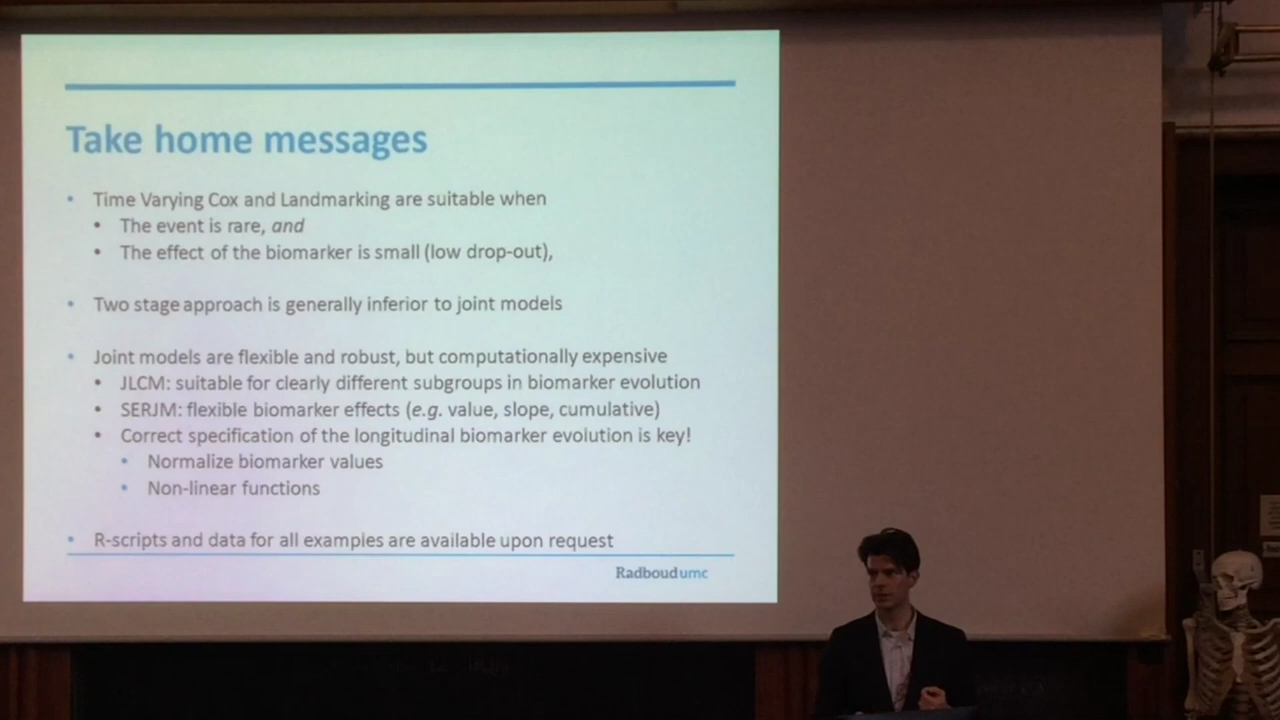 Take home messages
• Time Varying Cox and Landmarking are suitable when
• The event is rare, and
• The effect of the biomarker is small (low drop-out),
• Two stage approach is generally inferior to joint models
• Joint models are flexible and robust, but computationally expensive
• JLCM: suitable for clearly different subgroups in biomarker evolution
• SERJM: flexible biomarker effects (e.g. value, slope, cumulative)
• Correct specification of the longitudinal biomarker evolution is key!
• Normalize biomarker values
• Non-linear functions
• R-scripts and data for all examples are available upon request
Radboudumc